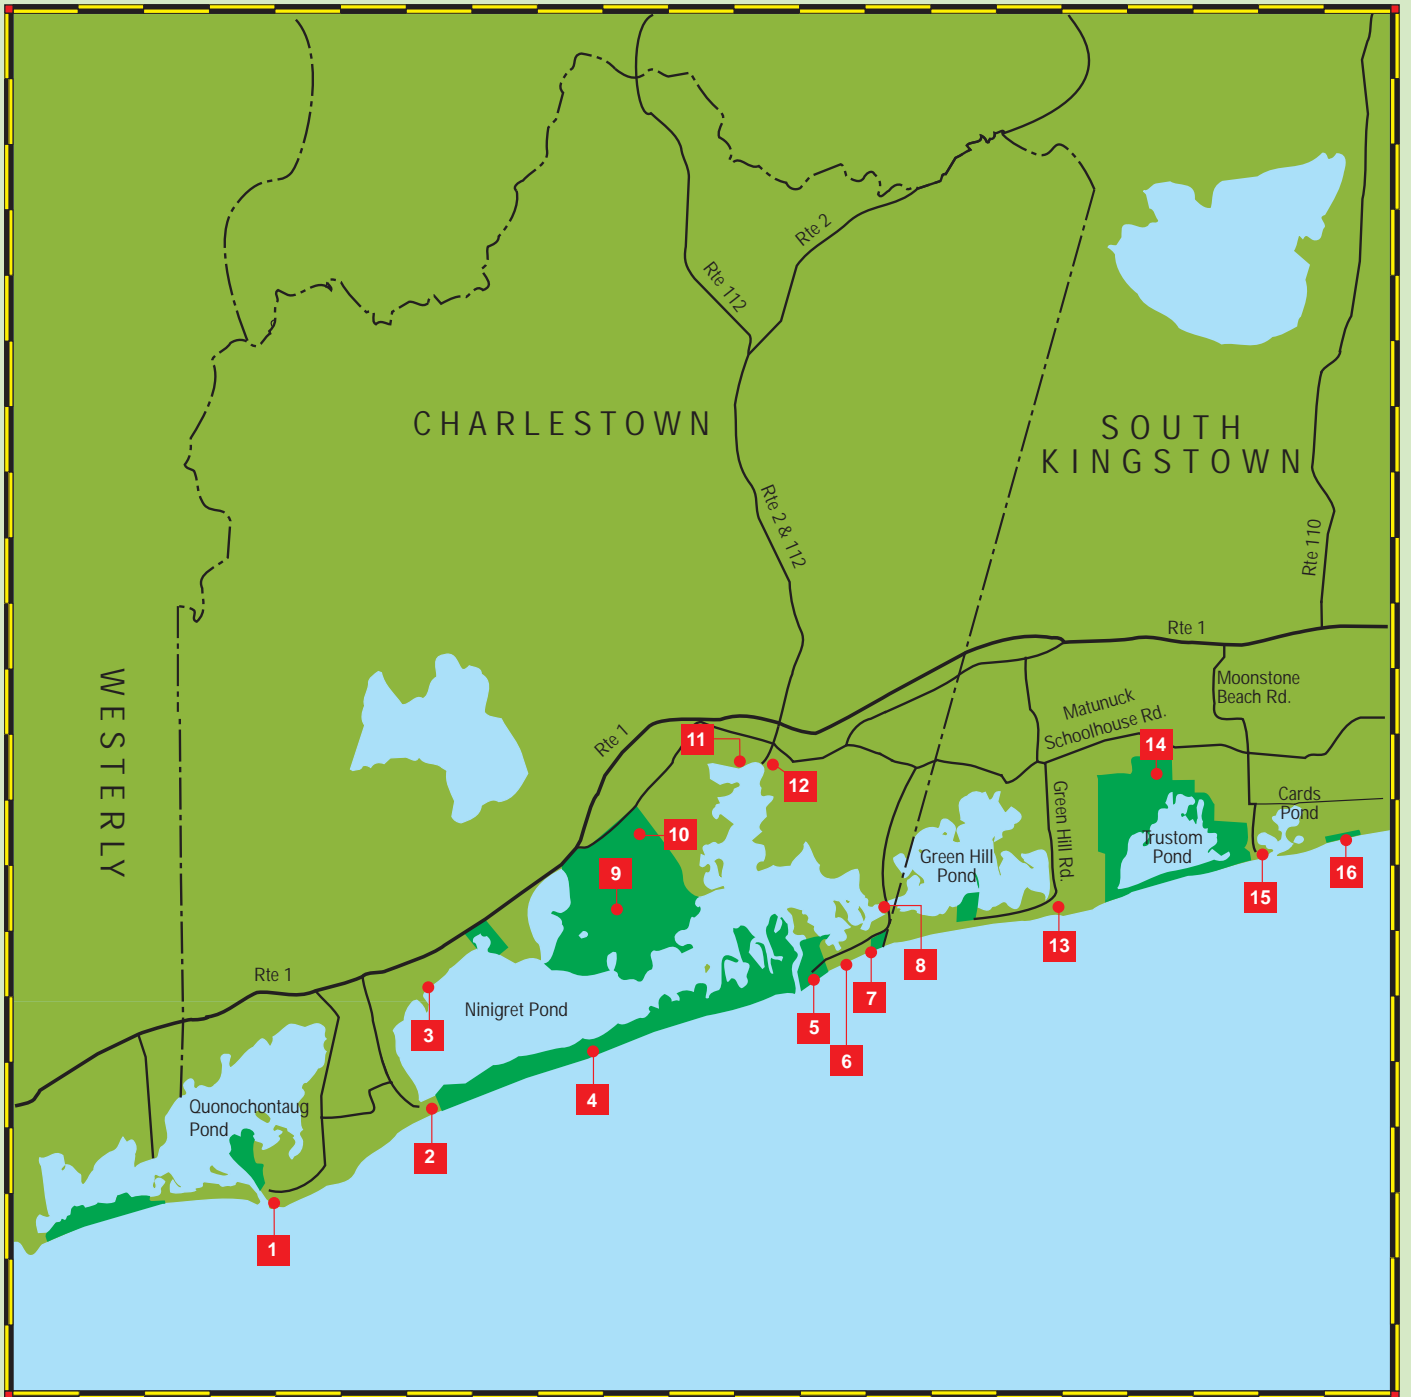 Rte 2
Rte 112
CHARLESTOWN
SOUTH
KINGSTOWN
Rte 2 & 112
Rte 110
Rte 1
WESTERLY
Moonstone
Beach Rd.
Matunuck
Schoolhouse Rd.
Rte 1
11
14
12
Green Hill Rd.
Cards
Pond
10
Trustom
Pond
16
Green Hill
Pond
9
15
13
8
Rte 1
7
Ninigret Pond
5
3
6
4
Quonochontaug
Pond
2
1